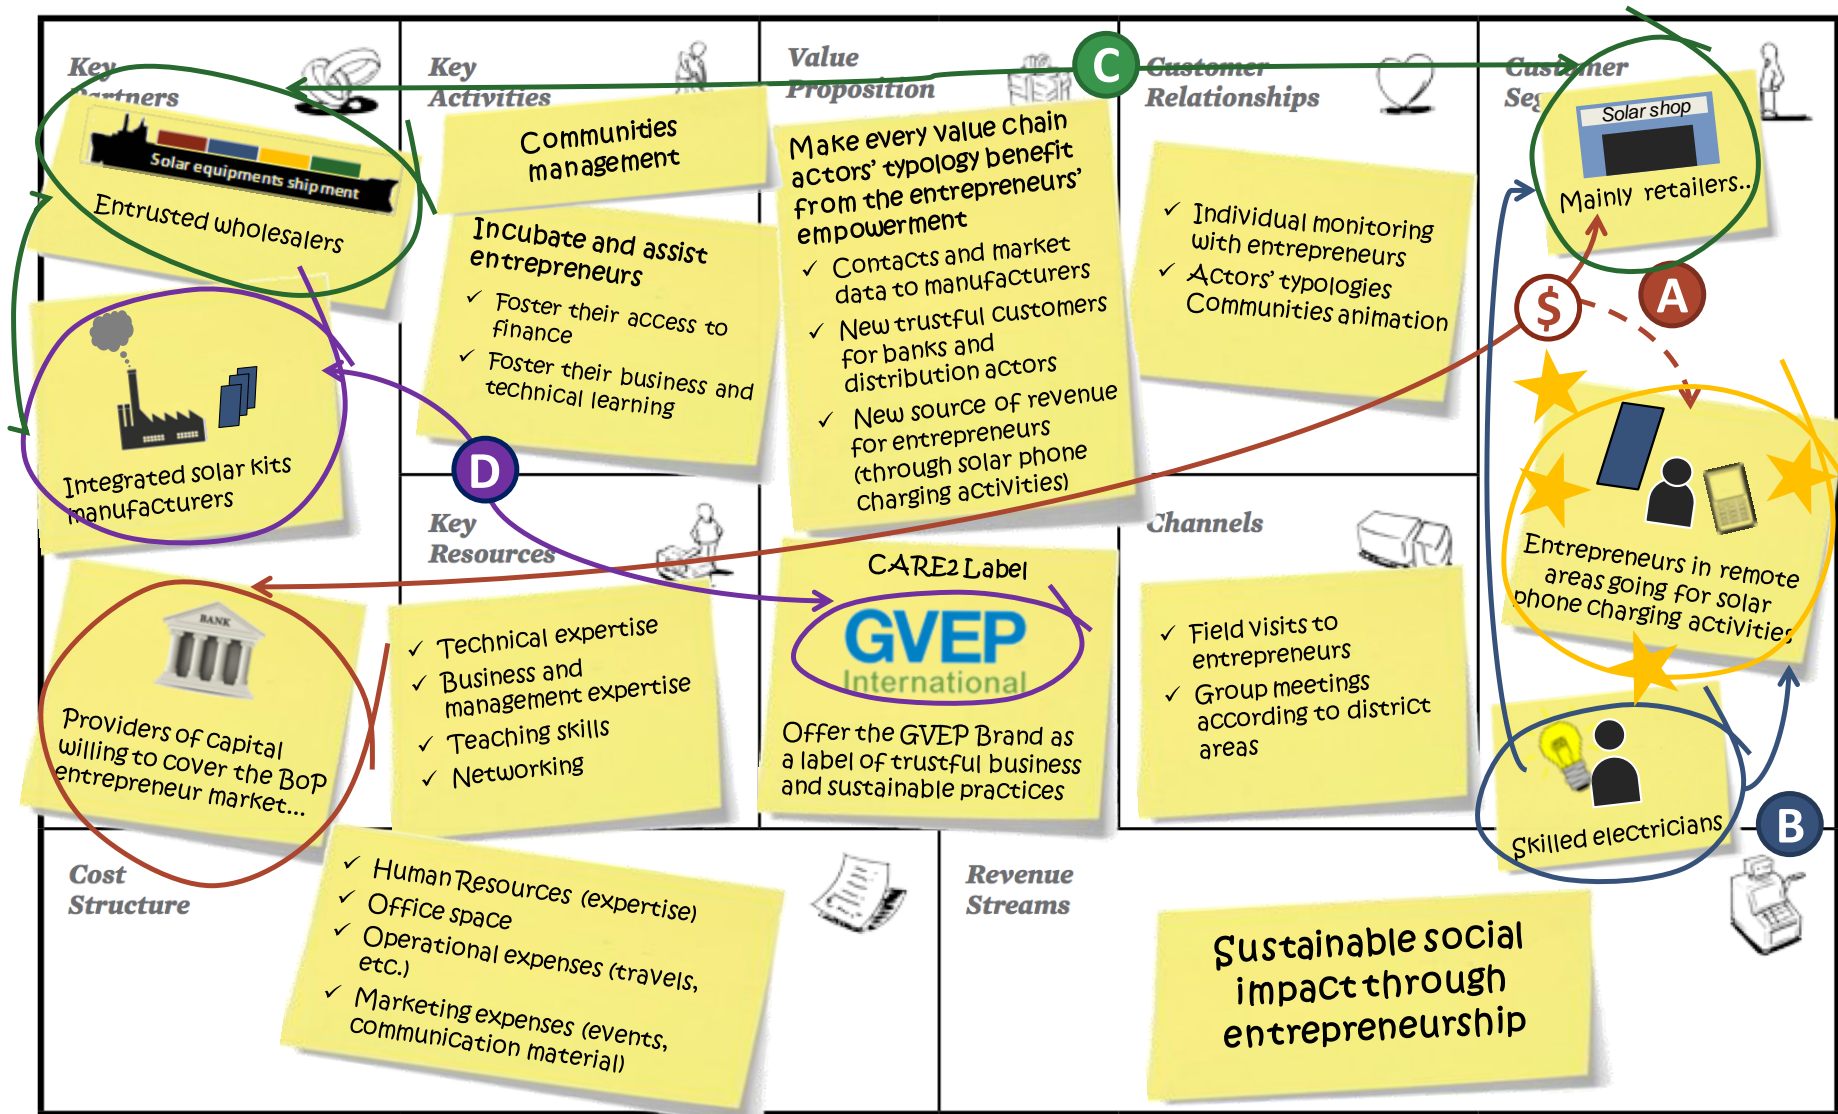 Key
Partners
Solar equipments shipment
Entrusted wholesalers
Integrated solar kits
manufacturers
BANK
Providers of capital
willing to cover the BoP
entrepreneur market...
Key
Activities
Communities
management
Incubate and assist
entrepreneurs
✓ Foster their access to
finance
✓ Foster their business and
technical learning
D
Key
Resources
✓ Technical expertise
✓ Business and
management expertise
✓ Teaching skills
✓ Networking
Value
Proposition
Make every value chain
actors' typology benefit
from the entrepreneurs'
empowerment
✓ Contacts and market
data to manufacturers
✓ New trustful customers
for banks and
distribution actors
✓ New source of revenue
for entrepreneurs
(through solar phone
charging activities)
CARE2 Label
GVEP
International
Offer the GVEP Brand as
a label of trustful business
and sustainable practices
C
Customer
Relationships
✓ Individual monitoring
with entrepreneurs
✓ Actors' typologies
Communities animation
Channels
✓ Field visits to
entrepreneurs
✓ Group meetings
according to district
areas
Customer
Seg
Solar shop
Mainly retailers..
$
A
Entrepreneurs in remote
areas going for solar
phone charging activities
Skilled electricians
B
Cost
Structure
✓ Human Resources (expertise)
✓ Office space
✓ Operational expenses (travels,
etc.)
✓ Marketing expenses (events,
communication material)
Revenue
Streams
Sustainable social
impact through
entrepreneurship